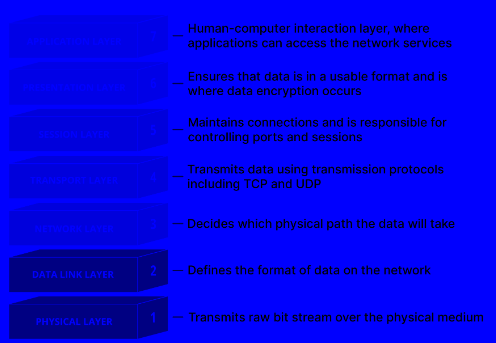 Human-computer interaction layer, where
applications can access the network services
Ensures that data is in a usable format and is
where data encryption occurs
Maintains connections and is responsible for
controlling ports and sessions
Transmits data using transmission protocols
including TCP and UDP
Decides which physical path the data will take
DATA LINK LAYER 2
Defines the format of data on the network
PHYSICAL LAYER 1
Transmits raw bit stream over the physical medium